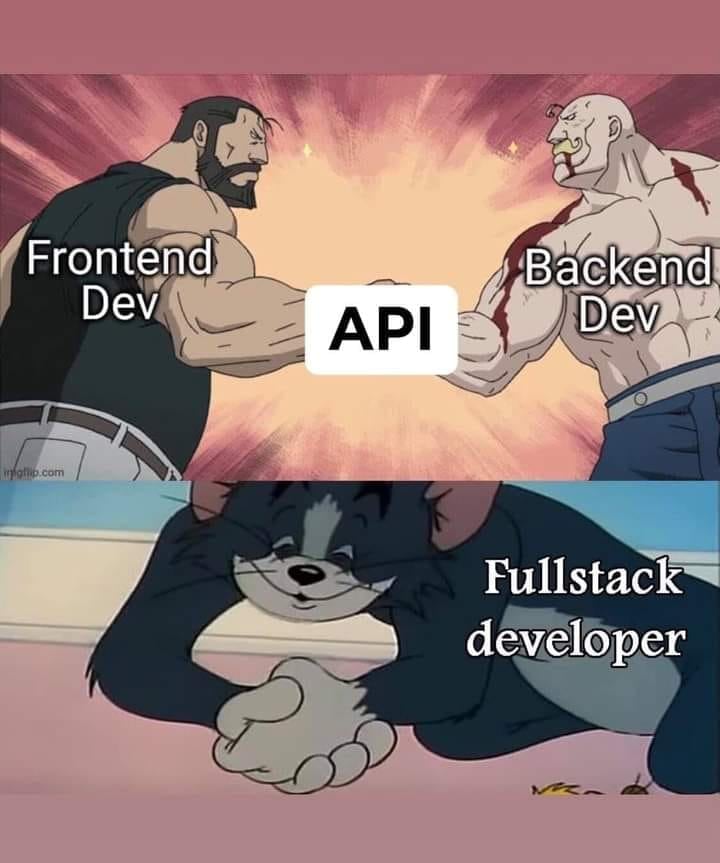 Frontend
Dev
Backend
Dev
API
imgflip.com
Fullstack
developer